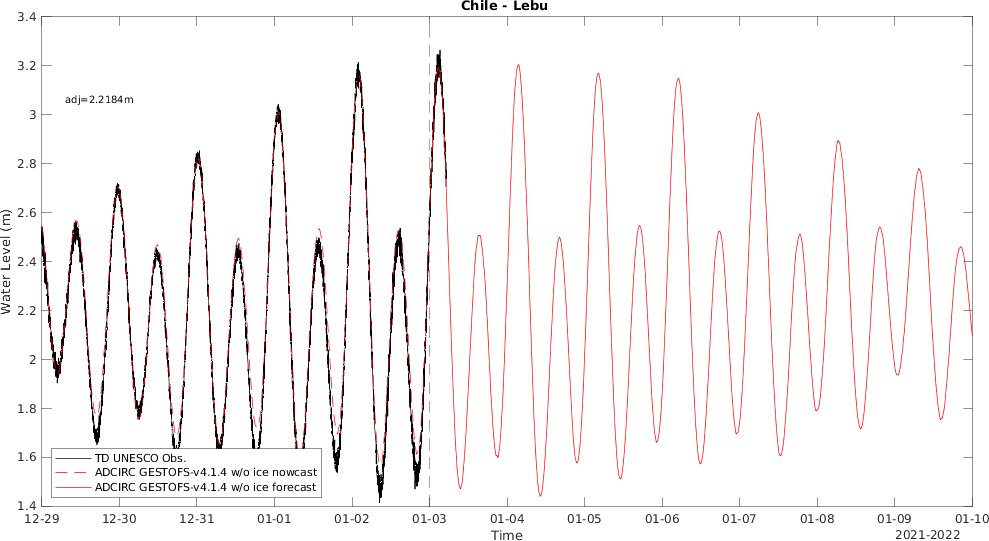 Chile - Lebu
3.4
3.2
3
2.8
2.6
2.4
2.2
2
1.8
1.6
1.4
Water Level (m)
adj=2.2184m
TD UNESCO Obs.
ADCIRC GESTOFS-v4.1.4 w/o ice nowcast
ADCIRC GESTOFS-v4.1.4 w/o ice forecast
12-29 12-30 12-31 01-01 01-02 01-03 01-04 01-05 01-06 01-07 01-08 01-09 01-10
Time
2021-2022